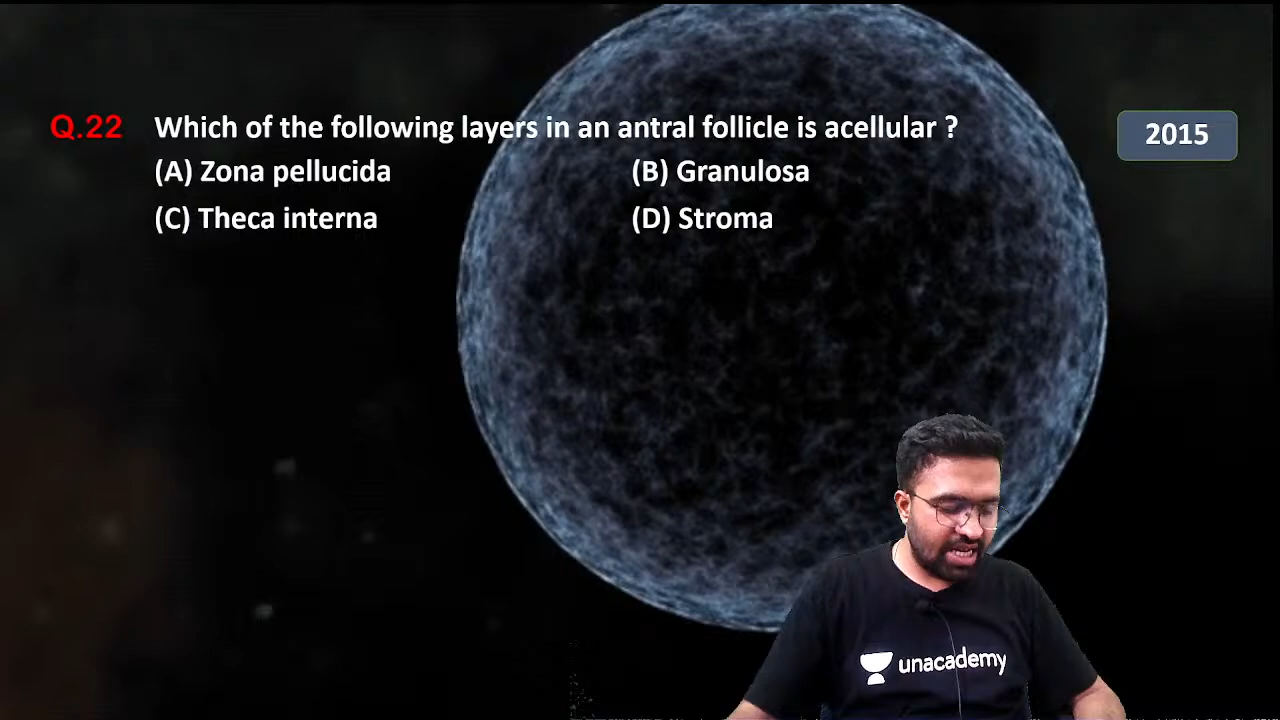 Q.22 Which of the following layers in an antral follicle is acellular ?
2015
(A) Zona pellucida (B) Granulosa
(C) Theca interna (D) Stroma
unacademy